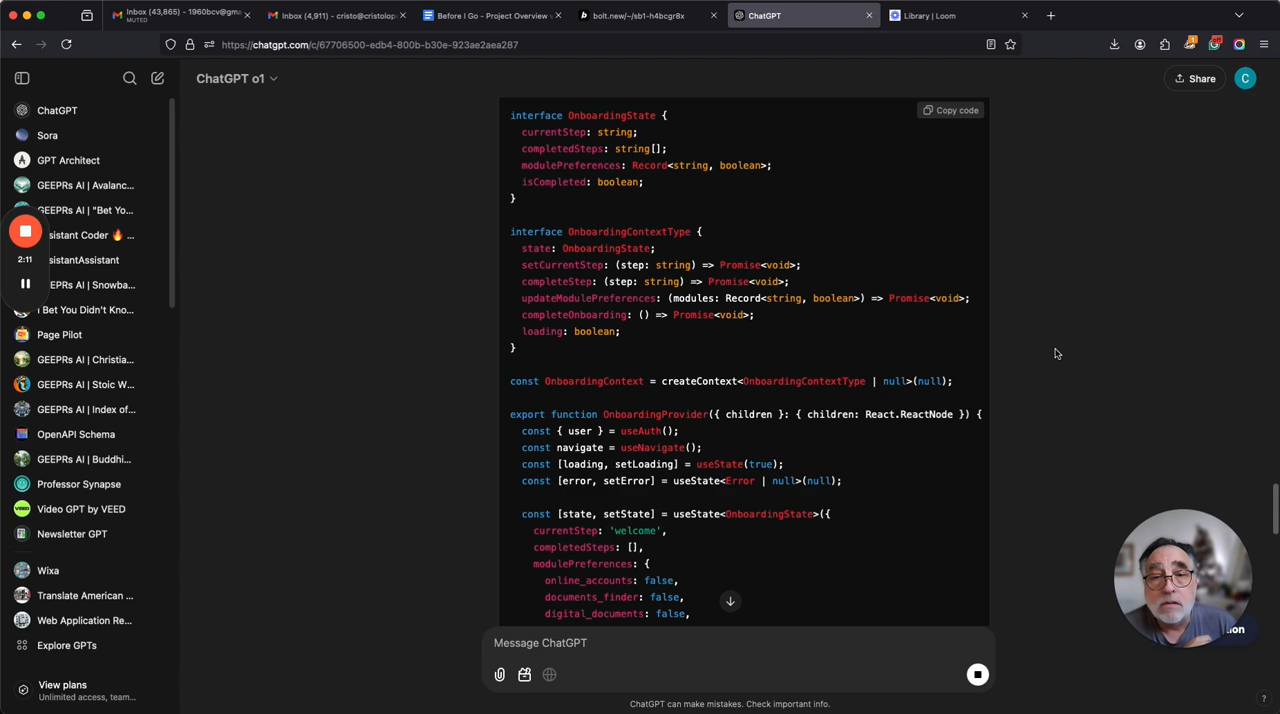 Inbox (43,865) - 1960bcv@gma
MUTED
Inbox (4,911) - cristo@cristolop
Before I Go - Project Overview
bolt.new/~/sb1-h4bcgr8x
ChatGPT
Library | Loom
https://chatgpt.com/c/67706500-edb4-800b-b30e-923ae2aea287
1
off
ChatGPT o1
Share
C
ChatGPT
Sora
GPT Architect
GEEPRs AI | Avalanc...
GEEPRs AI | "Bet Yo...
sistant Coder 🔥 ...
2:11
sistantAssistant
EEPRs AI | Snowba...
I Bet You Didn't Kno...
Page Pilot
GEEPRs AI | Christia...
GEEPRs AI | Stoic W...
GEEPRs AI | Index of...
OpenAPI Schema
GEEPRs AI | Buddhi...
Professor Synapse
Video GPT by VEED
Newsletter GPT
Wixa
Translate American ...
Web Application Re...
Explore GPTs
View plans
Unlimited access, team...
Copy code
interface OnboardingState {
currentStep: string;
completedSteps: string[];
modulePreferences: Record<string, boolean>;
isCompleted: boolean;
}
interface OnboardingContextType {
state: OnboardingState;
setCurrentStep: (step: string) => Promise<void>;
completeStep: (step: string) => Promise<void>;
updateModulePreferences: (modules: Record<string, boolean>) => Promise<void>;
completeOnboarding: () => Promise<void>;
loading: boolean;
}
const OnboardingContext = createContext<OnboardingContextType | null>(null);
export function OnboardingProvider({ children }: { children: React.ReactNode }) {
const { user } = useAuth();
const navigate = useNavigate();
const [loading, setLoading] = useState(true);
const [error, setError] = useState<Error | null>(null);
const [state, setState] = useState<OnboardingState>({
currentStep: 'welcome',
completedSteps: [],
modulePreferences: {
online_accounts: false,
documents_finder: false,
digital_documents: false,
Message ChatGPT
ion
ChatGPT can make mistakes. Check important info.
?